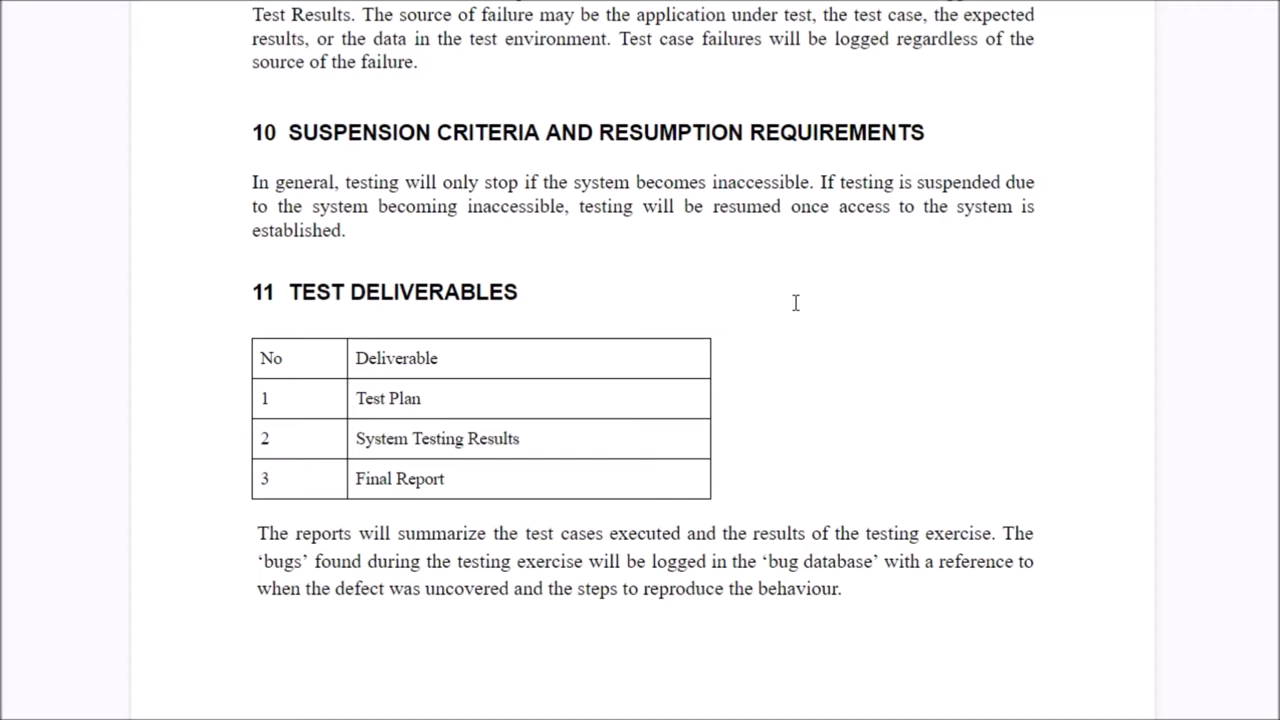 Test Results. The source of failure may be the application under test, the test case, the expected
results, or the data in the test environment. Test case failures will be logged regardless of the
source of the failure.
10 SUSPENSION CRITERIA AND RESUMPTION REQUIREMENTS
In general, testing will only stop if the system becomes inaccessible. If testing is suspended due
to the system becoming inaccessible, testing will be resumed once access to the system is
established.
11 TEST DELIVERABLES
No Deliverable
1 Test Plan
2 System Testing Results
3 Final Report
The reports will summarize the test cases executed and the results of the testing exercise. The
‘bugs’ found during the testing exercise will be logged in the ‘bug database’ with a reference to
when the defect was uncovered and the steps to reproduce the behaviour.